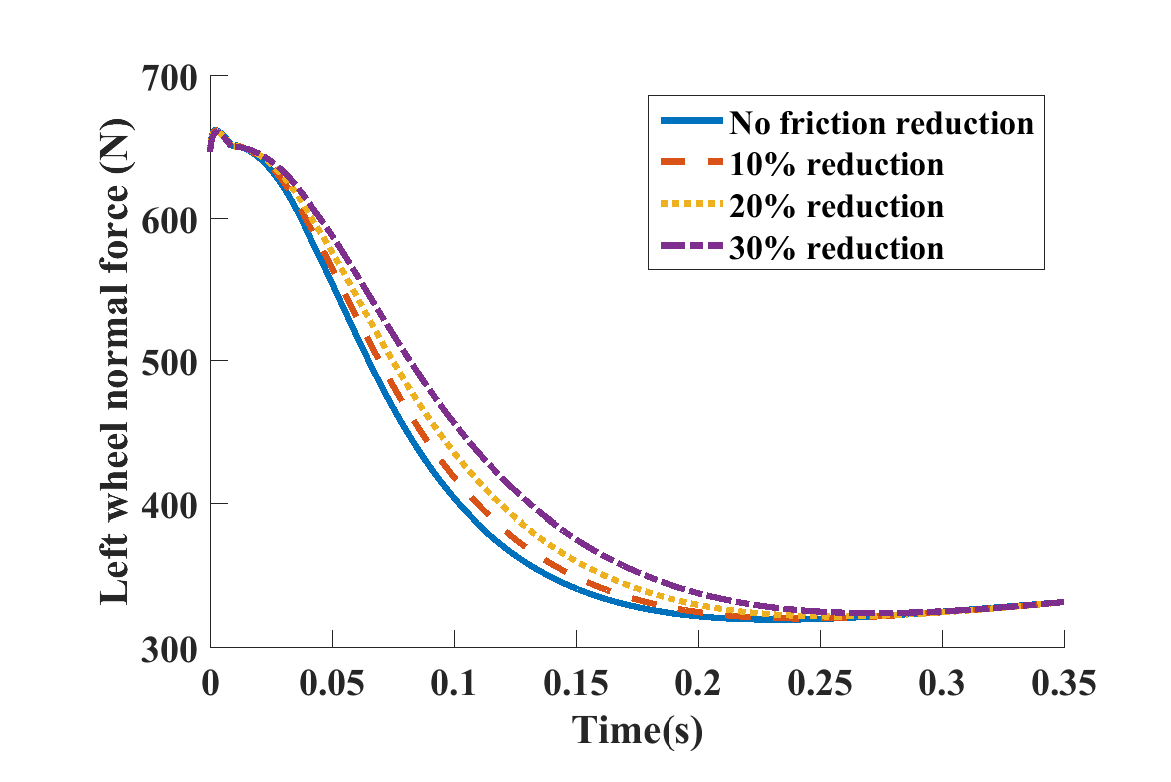 700
600
500
400
300
Left wheel normal force (N)
No friction reduction
10% reduction
20% reduction
30% reduction
0 0.05 0.1 0.15 0.2 0.25 0.3 0.35
Time(s)